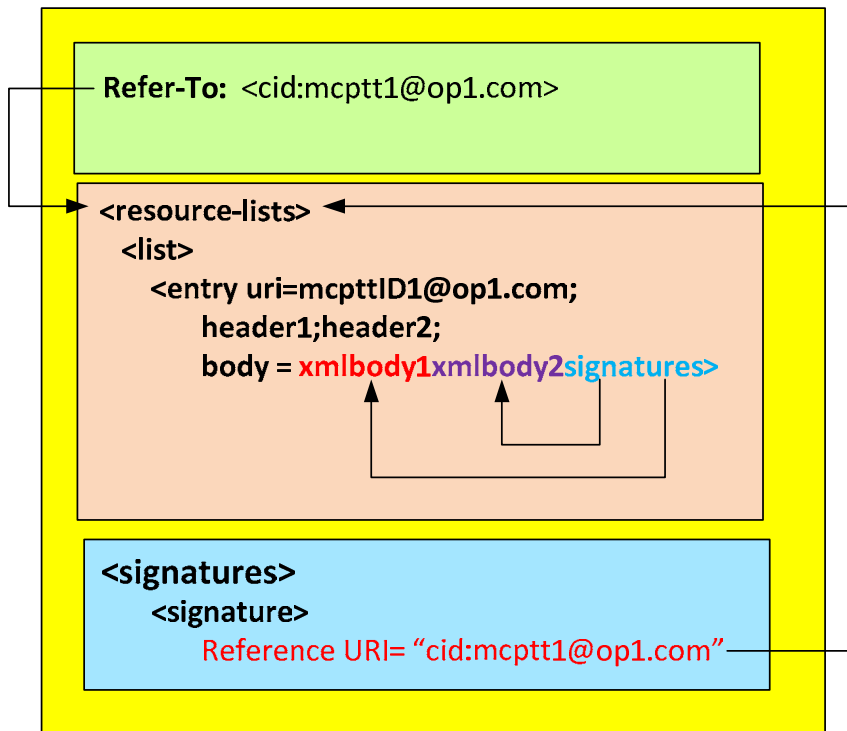 Refer-To: <cid:mcptt1@op1.com>
<resource-lists>
<list>
<entry uri=mcpttID1@op1.com;
header1;header2;
body = xmlbody1xmlbody2signatures>
<signatures>
<signature>
Reference URI= “cid:mcptt1@op1.com”